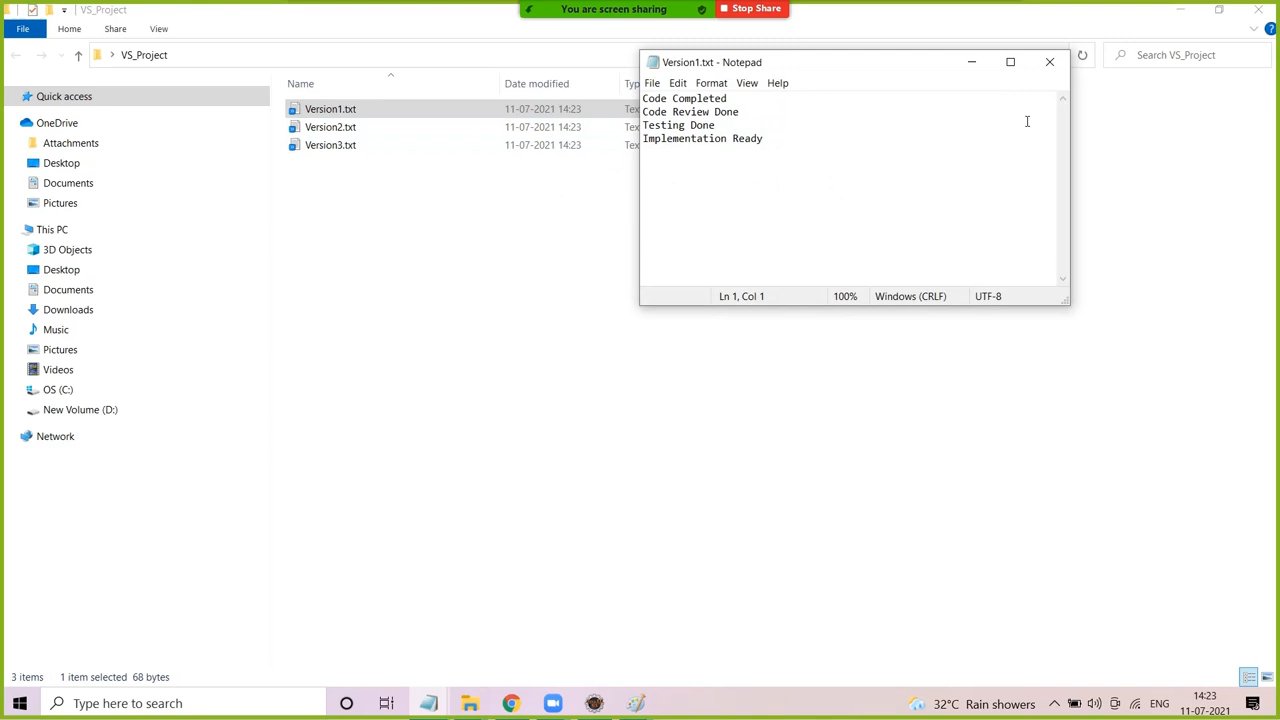 VS_Project
You are screen sharing
Stop Share
File
Home
Share
View
VS_Project
Search VS_Project
Name
Date modified
Quick access
OneDrive
Attachments
Desktop
Documents
Pictures
This PC
3D Objects
Desktop
Documents
Downloads
Music
Pictures
Videos
OS (C:)
New Volume (D:)
Network
Version1.txt 11-07-2021 14:23 Tex
Version2.txt 11-07-2021 14:23 Tex
Version3.txt 11-07-2021 14:23 Tex
Version1.txt - Notepad
File Edit Format View Help
Code Completed
Code Review Done
Testing Done
Implementation Ready
Ln 1, Col 1
100%
Windows (CRLF)
UTF-8
3 items
1 item selected 68 bytes
Type here to search
32°C Rain showers
ENG
14:23
11-07-2021